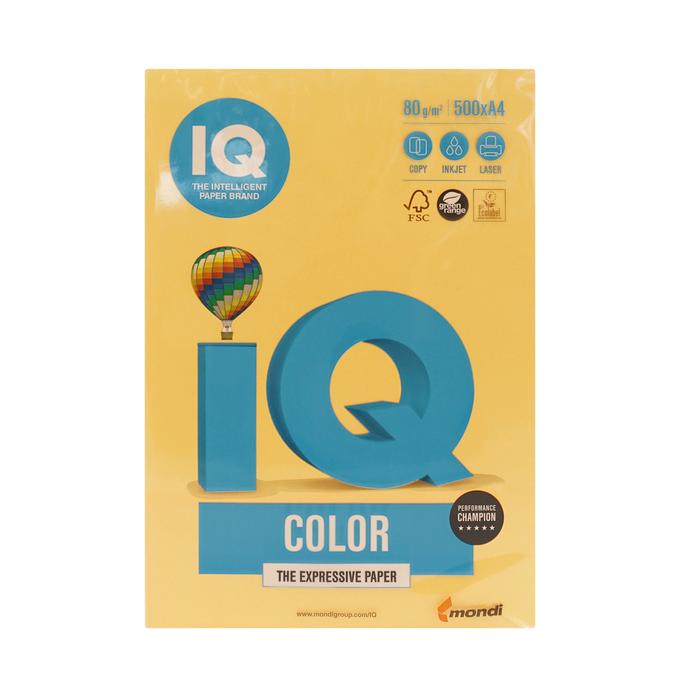 IQ
THE INTELLIGENT
PAPER BRAND
80 g/m² 500xA4
COPY INKJET LASER
FSC™
green range
Ecolabel
IQ
PERFORMANCE
CHAMPION
COLOR
THE EXPRESSIVE PAPER
www.mondigroup.com/IQ
mondi